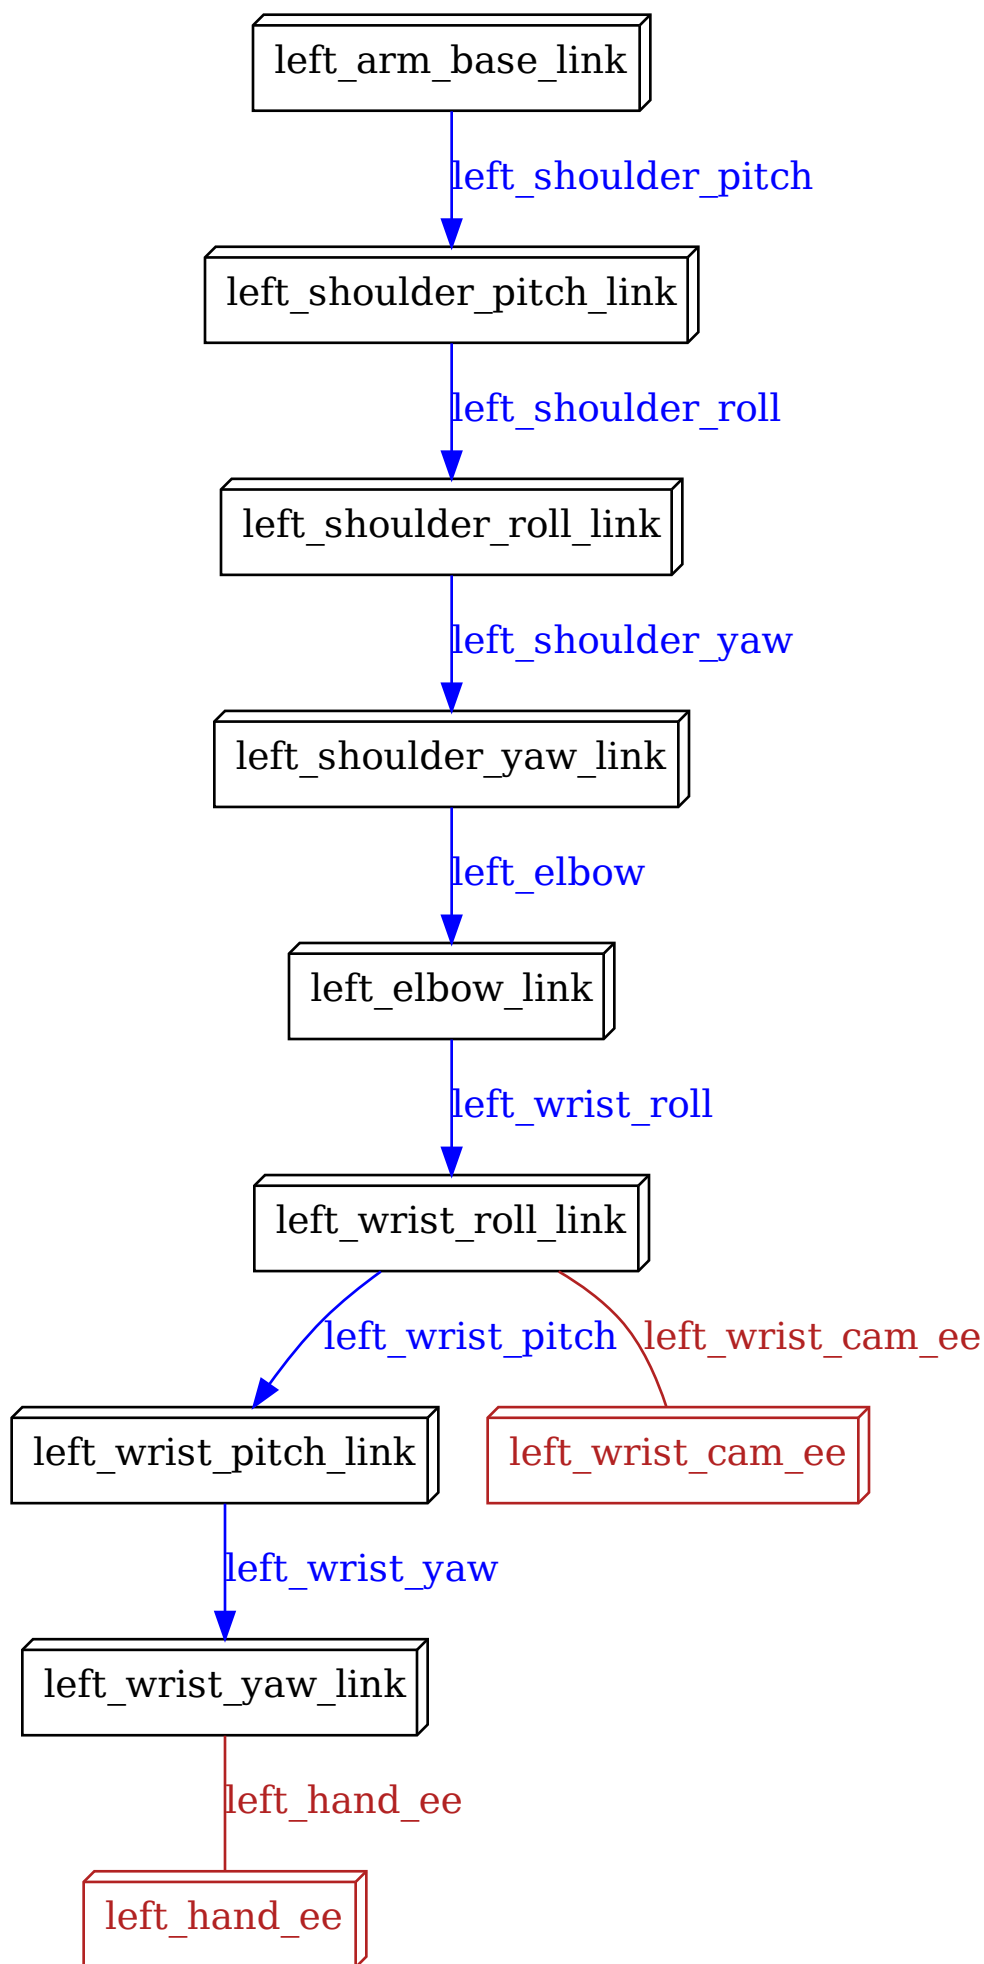 left_arm_base_link
left_shoulder_pitch
left_shoulder_pitch_link
left_shoulder_roll
left_shoulder_roll_link
left_shoulder_yaw
left_shoulder_yaw_link
left_elbow
left_elbow_link
left_wrist_roll
left_wrist_roll_link
left_wrist_pitch
left_wrist_cam_ee
left_wrist_pitch_link
left_wrist_cam_ee
left_wrist_yaw
left_wrist_yaw_link
left_hand_ee
left_hand_ee